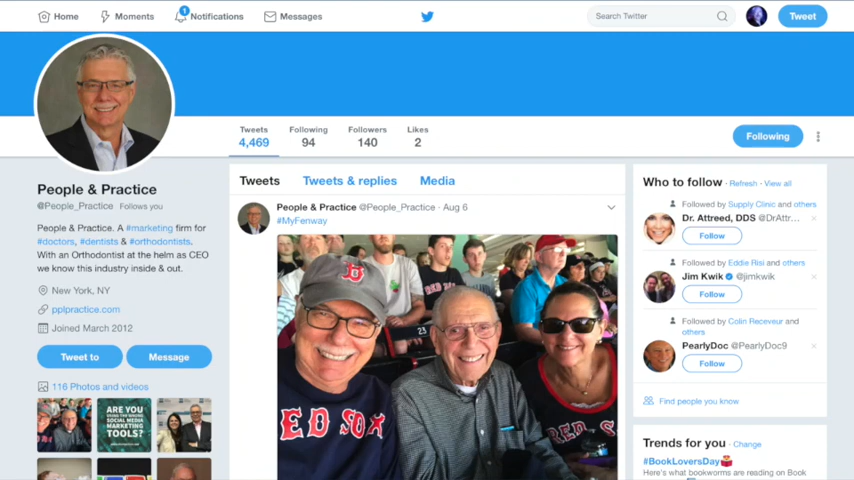 Home
Moments
1
Notifications
Messages
Search Twitter
Tweet
Tweets
Following
Followers
Likes
4,469
94
140
2
Following
People & Practice
@People_Practice Follows you
People & Practice. A #marketing firm for
#doctors, #dentists & #orthodontists.
With an Orthodontist at the helm as CEO
we know this industry inside & out.
New York, NY
pplpractice.com
Joined March 2012
Tweet to
Message
116 Photos and videos
ARE YOU
SOCIAL MEDIA
MARKETING
TOOLS?
Tweets
Tweets & replies
Media
People & Practice @People_Practice · Aug 6
#MyFenway
B
23
RED SOX
RED S
Who to follow · Refresh · View all
Followed by Supply Clinic and others
Dr. Attreed, DDS @DrAttr...
Follow
Followed by Eddie Risi and others
Jim Kwik @jimkwik
Follow
Followed by Colin Receveur and
others
PearlyDoc @PearlyDoc9
Follow
Find people you know
Trends for you · Change
#BookLoversDay
Here's what bookworms are reading on Book